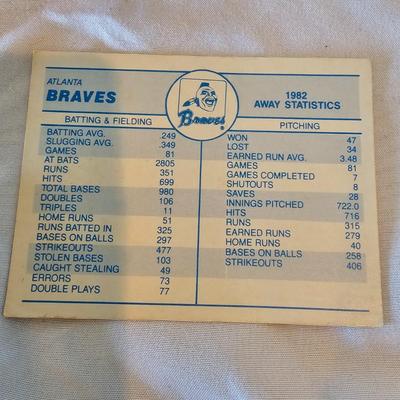 ATLANTA
BRAVES
Braves
1982
AWAY STATISTICS
BATTING & FIELDING
BATTING AVG. .249
SLUGGING AVG. .349
GAMES 81
AT BATS 2805
RUNS 351
HITS 699
TOTAL BASES 980
DOUBLES 106
TRIPLES 11
HOME RUNS 51
RUNS BATTED IN 325
BASES ON BALLS 297
STRIKEOUTS 477
STOLEN BASES 103
CAUGHT STEALING 49
ERRORS 73
DOUBLE PLAYS 77
PITCHING
WON 47
LOST 34
EARNED RUN AVG. 3.48
GAMES 81
GAMES COMPLETED 7
SHUTOUTS 8
SAVES 28
INNINGS PITCHED 722.0
HITS 716
RUNS 315
EARNED RUNS 279
HOME RUNS 40
BASES ON BALLS 258
STRIKEOUTS 406